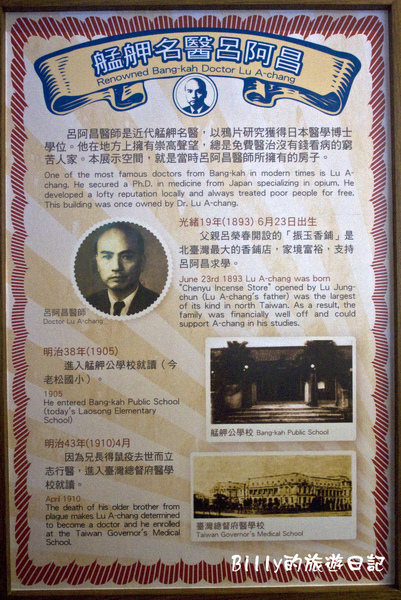 艋舺名醫呂阿昌
Renowned Bang-kah Doctor Lu A-chang
呂阿昌醫師是近代艋舺名醫，以鴉片研究獲得日本醫學博士
學位。他在地方上擁有崇高聲望，總是免費醫治沒有錢看病的窮
苦人家。本展示空間，就是當時呂阿昌醫師所擁有的房子。
One of the most famous doctors from Bang-kah in modern times is Lu A-
chang. He secured a Ph.D. in medicine from Japan specializing in opium. He
developed a lofty reputation locally and always treated poor people for free.
This building was once owned by Dr. Lu A-chang.
光緒19年(1893) 6月23日出生
父親呂榮春開設的「振玉香鋪」是
北臺灣最大的香鋪店，家境富裕，支持
呂阿昌求學。
June 23rd 1893 Lu A-chang was born
"Chenyu Incense Store" opened by Lu Jung-
chun (Lu A-chang's father) was the largest
of its kind in north Taiwan. As a result, the
family was financially well off and could
support A-chang in his studies.
呂阿昌醫師
Doctor Lu A-chang
明治38年(1905)
進入艋舺公學校就讀（今
老松國小）。
1905
He entered Bang-kah Public School
(today's Laosong Elementary
School)
艋舺公學校 Bang-kah Public School
明治43年(1910)4月
因為兄長得鼠疫去世而立
志行醫，進入臺灣總督府醫學
校就讀。
April 1910
The death of his older brother from
plague makes Lu A-chang determined
to become a doctor and he enrolled
at the Taiwan Governor's Medical
School.
臺灣總督府醫學校
Taiwan Governor's Medical School
Billy的旅遊日記